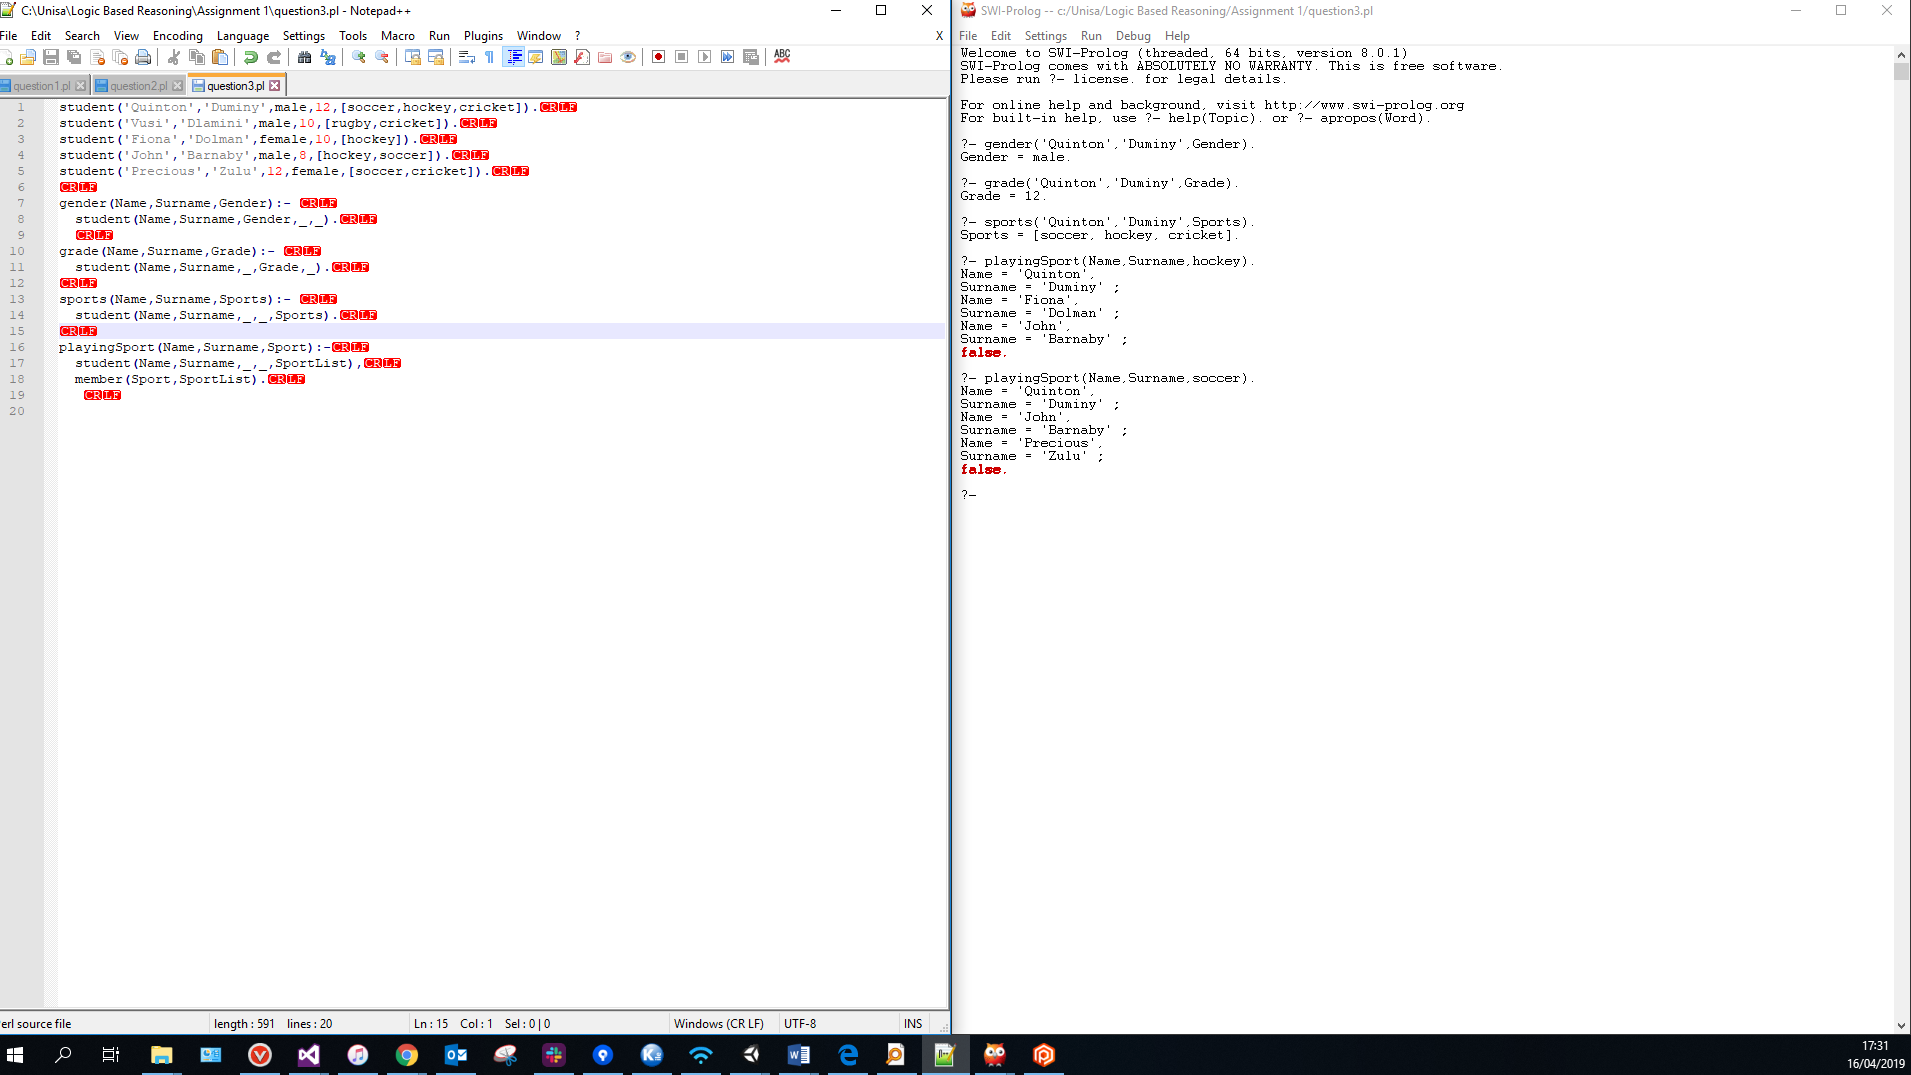 C:\Unisa\Logic Based Reasoning\Assignment 1\question3.pl - Notepad++
File Edit Search View Encoding Language Settings Tools Macro Run Plugins Window ? X
question1.pl question2.pl question3.pl
1 student('Quinton','Duminy',male,12,[soccer,hockey,cricket]).CRLF
2 student('Vusi','Dlamini',male,10,[rugby,cricket]).CRLF
3 student('Fiona','Dolman',female,10,[hockey]).CRLF
4 student('John','Barnaby',male,8,[hockey,soccer]).CRLF
5 student('Precious','Zulu',12,female,[soccer,cricket]).CRLF
6 CRLF
7 gender(Name,Surname,Gender):- CRLF
8 student(Name,Surname,Gender,_,_).CRLF
9 CRLF
10 grade(Name,Surname,Grade):- CRLF
11 student(Name,Surname,_,Grade,_).CRLF
12 CRLF
13 sports(Name,Surname,Sports):- CRLF
14 student(Name,Surname,_,_,Sports).CRLF
15 CRLF
16 playingSport(Name,Surname,Sport):-CRLF
17 student(Name,Surname,_,_,SportList),CRLF
18 member(Sport,SportList).CRLF
19 CRLF
20
erl source file length : 591 lines : 20 Ln : 15 Col : 1 Sel : 0 | 0 Windows (CR LF) UTF-8 INS
SWI-Prolog -- c:/Unisa/Logic Based Reasoning/Assignment 1/question3.pl
File Edit Settings Run Debug Help
Welcome to SWI-Prolog (threaded, 64 bits, version 8.0.1)
SWI-Prolog comes with ABSOLUTELY NO WARRANTY. This is free software.
Please run ?- license. for legal details.
For online help and background, visit http://www.swi-prolog.org
For built-in help, use ?- help(Topic). or ?- apropos(Word).
?- gender('Quinton','Duminy',Gender).
Gender = male.
?- grade('Quinton','Duminy',Grade).
Grade = 12.
?- sports('Quinton','Duminy',Sports).
Sports = [soccer, hockey, cricket].
?- playingSport(Name,Surname,hockey).
Name = 'Quinton',
Surname = 'Duminy' ;
Name = 'Fiona',
Surname = 'Dolman' ;
Name = 'John',
Surname = 'Barnaby' ;
false.
?- playingSport(Name,Surname,soccer).
Name = 'Quinton',
Surname = 'Duminy' ;
Name = 'John',
Surname = 'Barnaby' ;
Name = 'Precious',
Surname = 'Zulu' ;
false.
?-
17:31
16/04/2019